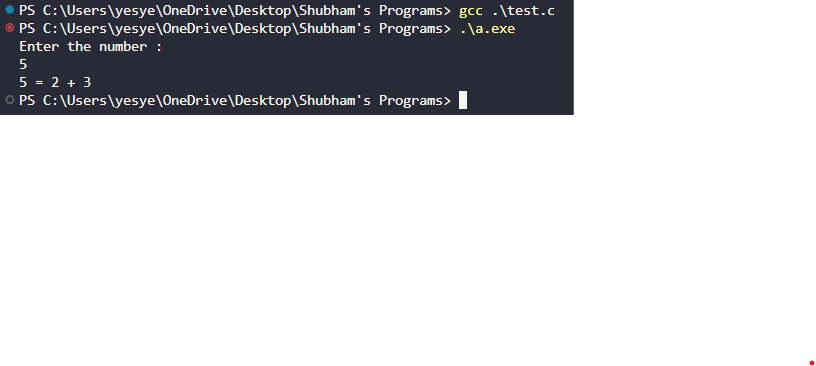 PS C:\Users\yesye\OneDrive\Desktop\Shubham's Programs> gcc .\test.c
PS C:\Users\yesye\OneDrive\Desktop\Shubham's Programs> .\a.exe
Enter the number :
5
5 = 2 + 3
PS C:\Users\yesye\OneDrive\Desktop\Shubham's Programs>